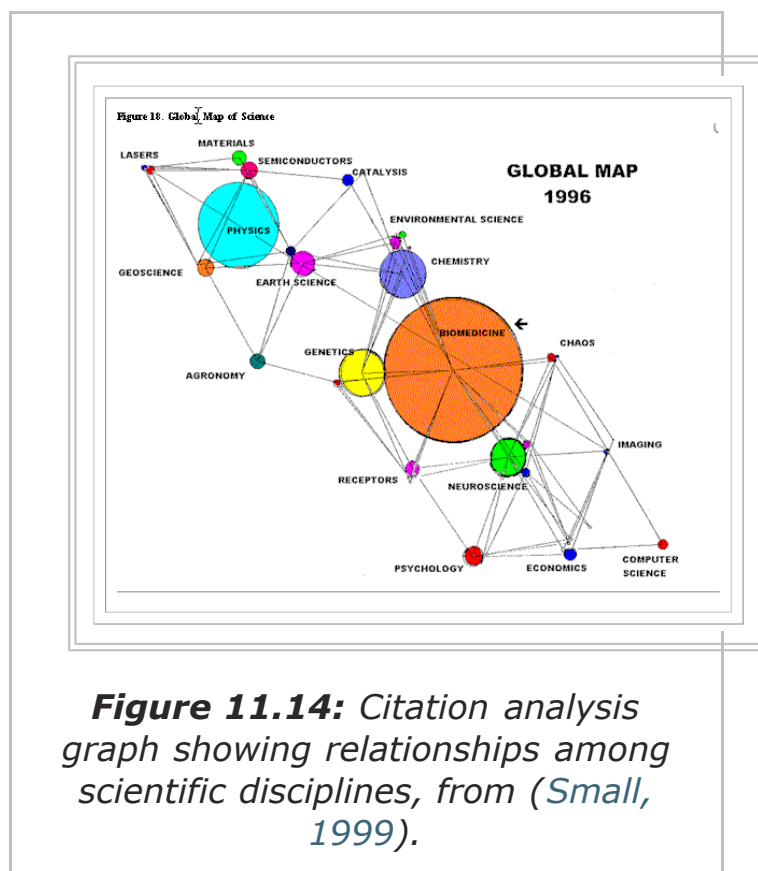 Figure 18. Global Map of Science
MATERIALS
LASERS
SEMICONDUCTORS
CATALYSIS
GLOBAL MAP
1996
ENVIRONMENTAL SCIENCE
PHYSICS
CHEMISTRY
GEOSCIENCE
EARTH SCIENCE
BIOMEDICINE
CHAOS
GENETICS
AGRONOMY
IMAGING
RECEPTORS
NEUROSCIENCE
PSYCHOLOGY
ECONOMICS
COMPUTER
SCIENCE
Figure 11.14: Citation analysis
graph showing relationships among
scientific disciplines, from (Small,
1999).